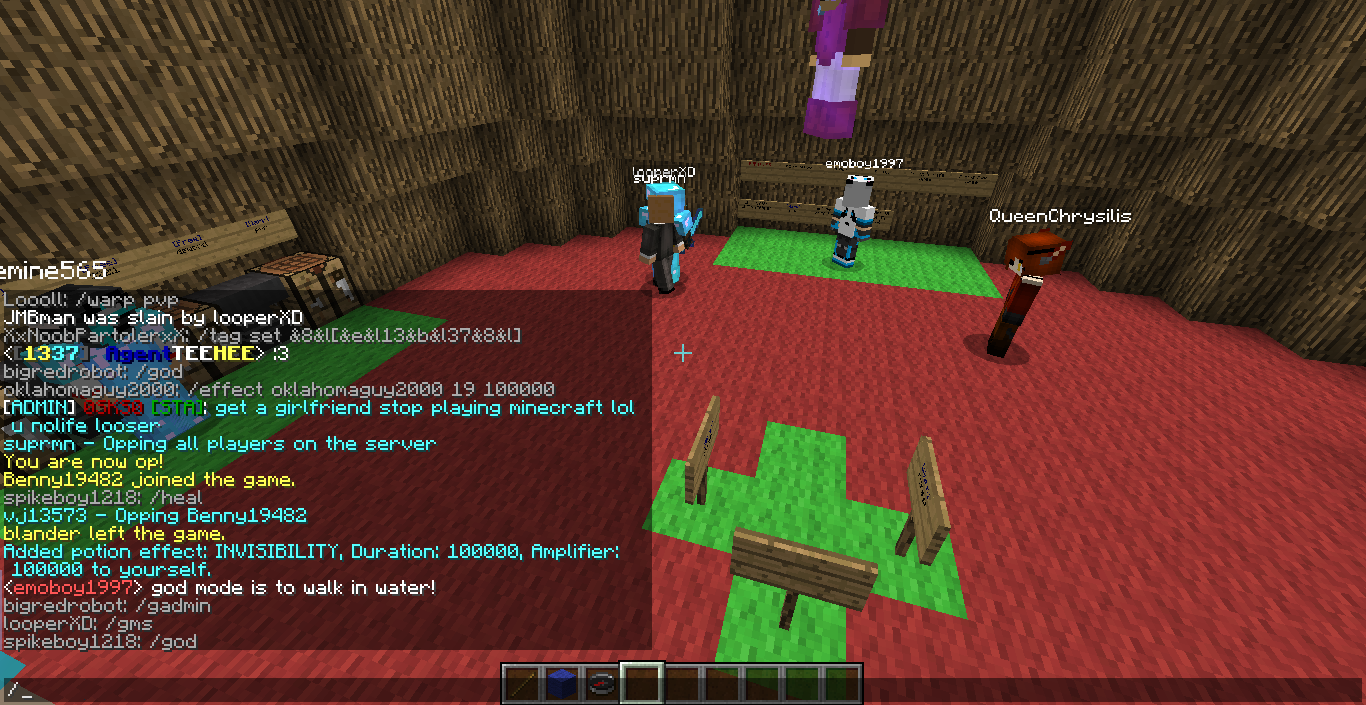 looperXD
suprmn
emoboy1997
QueenChrysilis
emine565
Loooll: /warp pvp
JMBman was slain by looperXD
XxNoobPartolerxX: /tag set &8&l[&e&l13&b&l37&8&l]
<[1337] AgentTEEHEE> :3
bigredrobot: /god
oklahomaguy2000: /effect oklahomaguy2000 19 100000
[ADMIN] [STA]: get a girlfriend stop playing minecraft lol
u nolife looser
suprmn - Opping all players on the server
You are now op!
Benny19482 joined the game.
spikeboy1218: /heal
vj13573 - Opping Benny19482
blander left the game.
Added potion effect: INVISIBILITY, Duration: 100000, Amplifier:
100000 to yourself.
<emoboy1997> god mode is to walk in water!
bigredrobot: /gadmin
looperXD: /gms
spikeboy1218: /god
/_